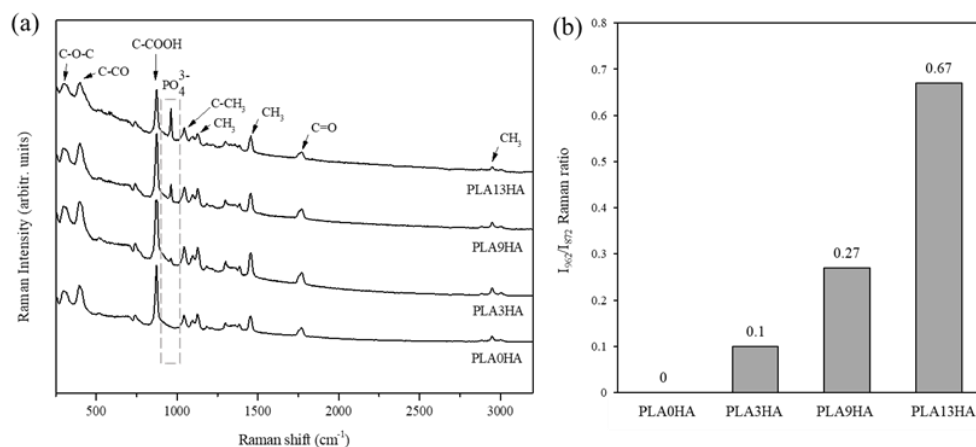 (a)
C-O-C
C-CO
C-COOH
PO₄³⁻
C-CH₃
CH₃
CH₃
C=O
CH₃
PLA13HA
PLA9HA
PLA3HA
PLA0HA
Raman Intensity (arbitr. units)
500 1000 1500 2000 2500 3000
Raman shift (cm⁻¹)
(b)
I₉₆₂/I₈₇₂ Raman ratio
0.8
0.7
0.6
0.5
0.4
0.3
0.2
0.1
0
0
0.1
0.27
0.67
PLA0HA PLA3HA PLA9HA PLA13HA